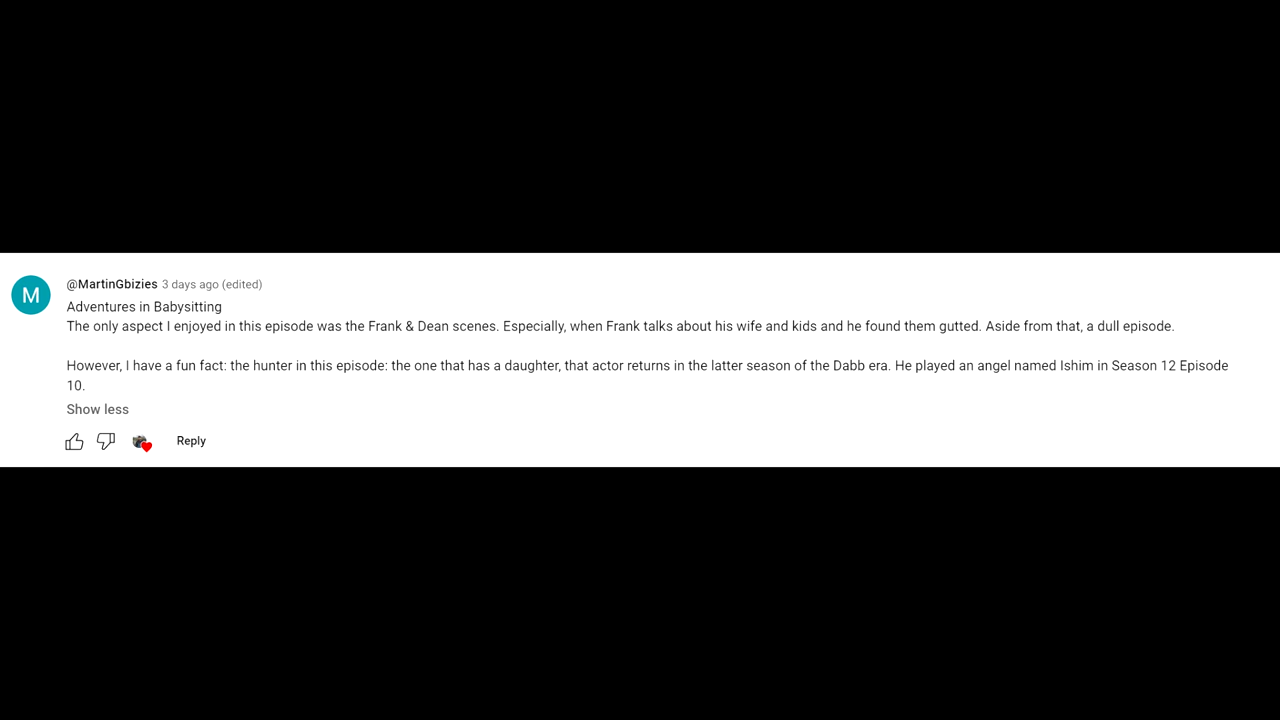 M
@MartinGbizies 3 days ago (edited)
Adventures in Babysitting
The only aspect I enjoyed in this episode was the Frank & Dean scenes. Especially, when Frank talks about his wife and kids and he found them gutted. Aside from that, a dull episode.
However, I have a fun fact: the hunter in this episode: the one that has a daughter, that actor returns in the latter season of the Dabb era. He played an angel named Ishim in Season 12 Episode
10.
Show less
Reply